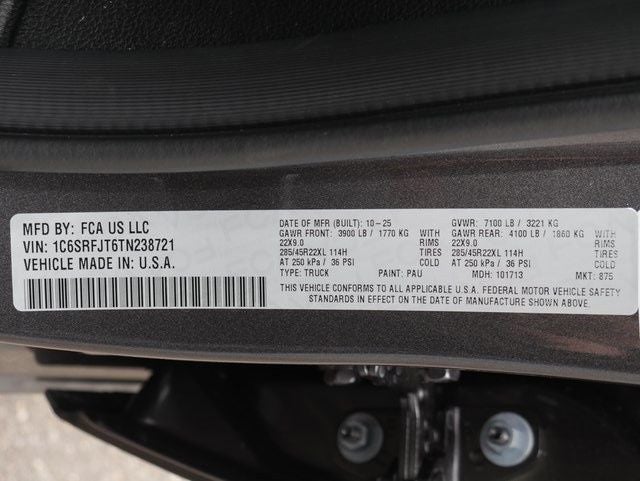 MFD BY: FCA US LLC
VIN: 1C6SRFJT6TN238721
VEHICLE MADE IN: U.S.A.
DATE OF MFR (BUILT): 10-25 GVWR: 7100 LB / 3221 KG
GAWR FRONT: 3900 LB / 1770 KG WITH GAWR REAR: 4100 LB / 1860 KG WITH
22X9.0 RIMS 22X9.0 RIMS
285/45R22XL 114H TIRES 285/45R22XL 114H TIRES
AT 250 kPa / 36 PSI COLD AT 250 kPa / 36 PSI COLD
TYPE: TRUCK PAINT: PAU MDH: 101713 MKT: 875
THIS VEHICLE CONFORMS TO ALL APPLICABLE U.S.A. FEDERAL MOTOR VEHICLE SAFETY
STANDARDS IN EFFECT ON THE DATE OF MANUFACTURE SHOWN ABOVE.